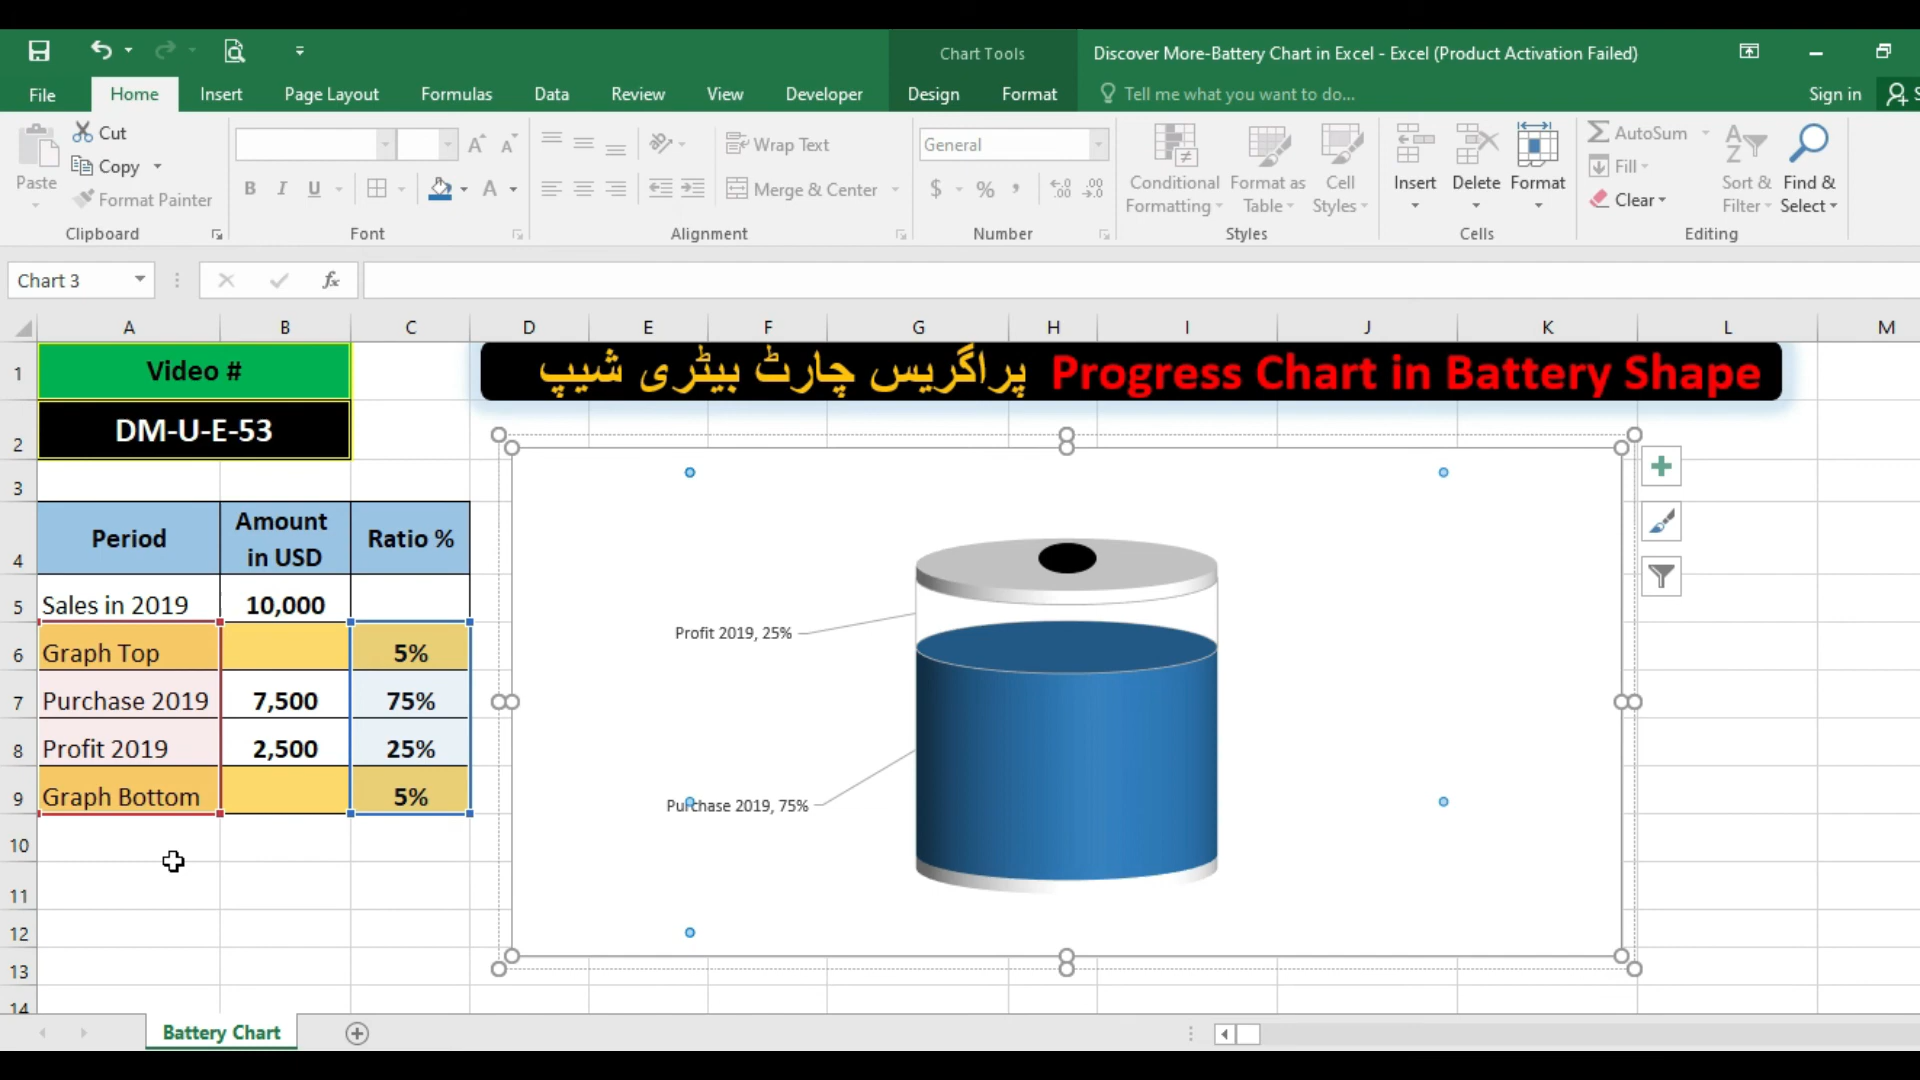 Chart Tools
Discover More-Battery Chart in Excel - Excel (Product Activation Failed)
File Home Insert Page Layout Formulas Data Review View Developer Design Format Tell me what you want to do... Sign in
Paste
Cut
Copy
Format Painter
Clipboard
B I U A
Font
Wrap Text
Merge & Center
Alignment
General
$ % ,
Number
Conditional Formatting
Format as Table
Cell Styles
Styles
Insert
Delete
Format
Cells
AutoSum
Fill
Clear
Sort & Filter
Find & Select
Editing
Chart 3
fx
A B C D E F G H I J K L M
1 Video #
پراگریس چارٹ بیٹری شیپ Progress Chart in Battery Shape
2 DM-U-E-53
3
4 Period Amount in USD Ratio %
5 Sales in 2019 10,000
6 Graph Top 5%
7 Purchase 2019 7,500 75%
8 Profit 2019 2,500 25%
9 Graph Bottom 5%
10
11
12
13
14
Profit 2019, 25%
Purchase 2019, 75%
Battery Chart